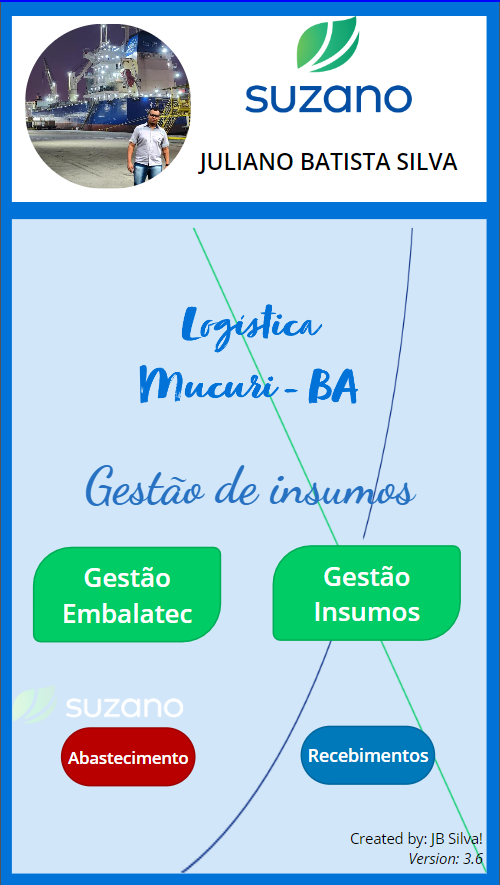 suzano
JULIANO BATISTA SILVA
Logística
Mucuri - BA
Gestão de insumos
Gestão
Embalatec
Gestão
Insumos
suzano
Abastecimento
Recebimentos
Created by: JB Silva!
Version: 3.6